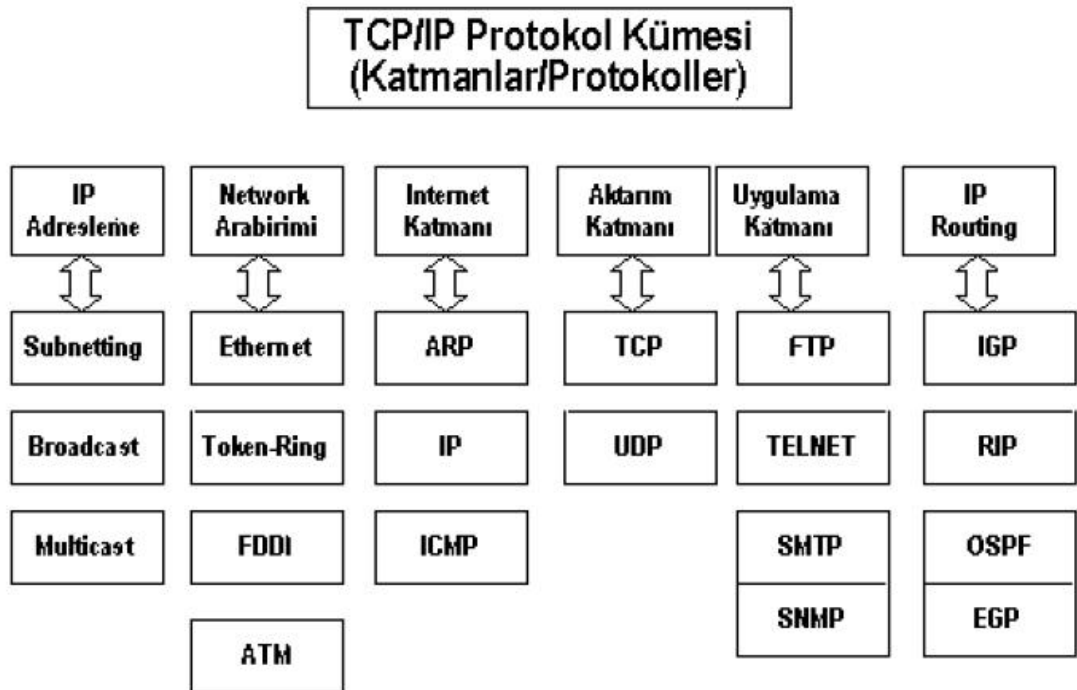 TCP/IP Protokol Kümesi
(Katmanlar/Protokoller)
IP
Adresleme
Network
Arabirimi
Internet
Katmanı
Aktarım
Katmanı
Uygulama
Katmanı
IP
Routing
Subnetting
Ethernet
ARP
TCP
FTP
IGP
Broadcast
Token-Ring
IP
UDP
TELNET
RIP
Multicast
FDDI
ICMP
SMTP
OSPF
SNMP
EGP
ATM